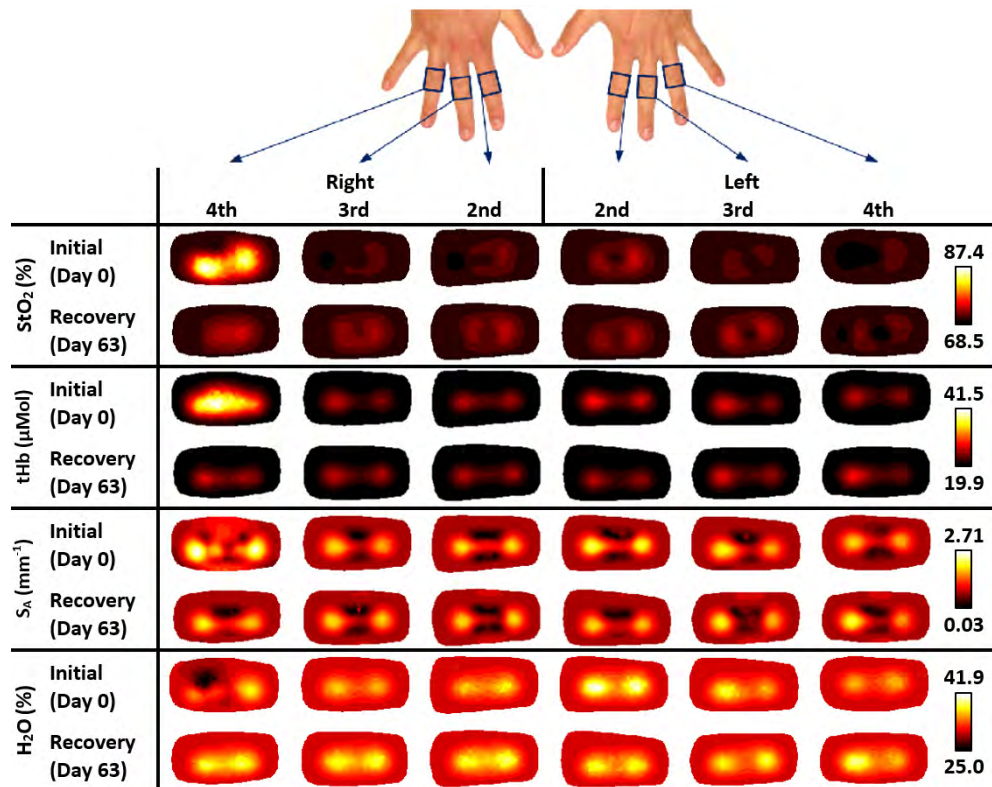 Right Left
4th 3rd 2nd 2nd 3rd 4th
StO₂ (%)
Initial
(Day 0)
87.4
Recovery
(Day 63)
68.5
tHb (µMol)
Initial
(Day 0)
41.5
Recovery
(Day 63)
19.9
S_A (mm⁻¹)
Initial
(Day 0)
2.71
Recovery
(Day 63)
0.03
H₂O (%)
Initial
(Day 0)
41.9
Recovery
(Day 63)
25.0